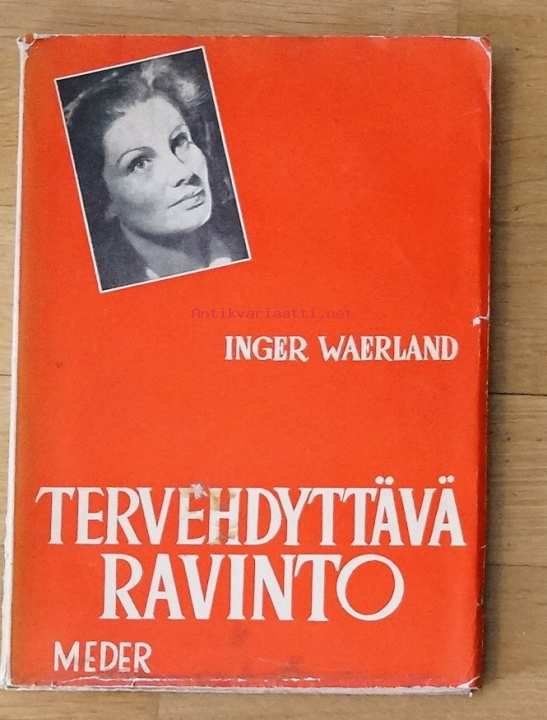 Antikvariaatti.net
INGER WAERLAND
TERVEHDYTTÄVÄ
RAVINTO
MEDER